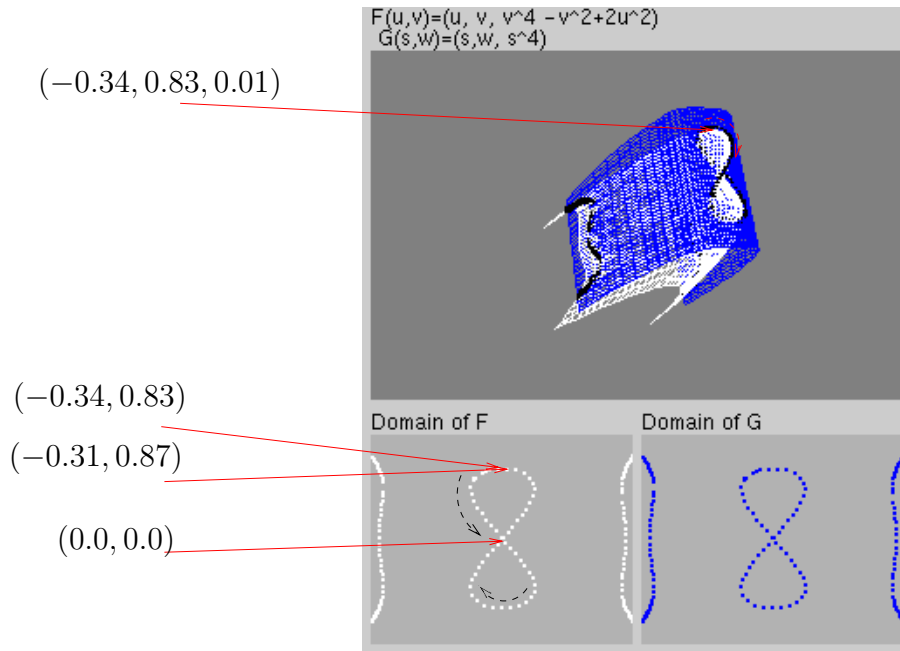 F(u,v)=(u, v, v^4 -v^2+2u^2)
G(s,w)=(s,w, s^4)
(−0.34, 0.83, 0.01)
(−0.34, 0.83)
Domain of F
Domain of G
(−0.31, 0.87)
(0.0, 0.0)